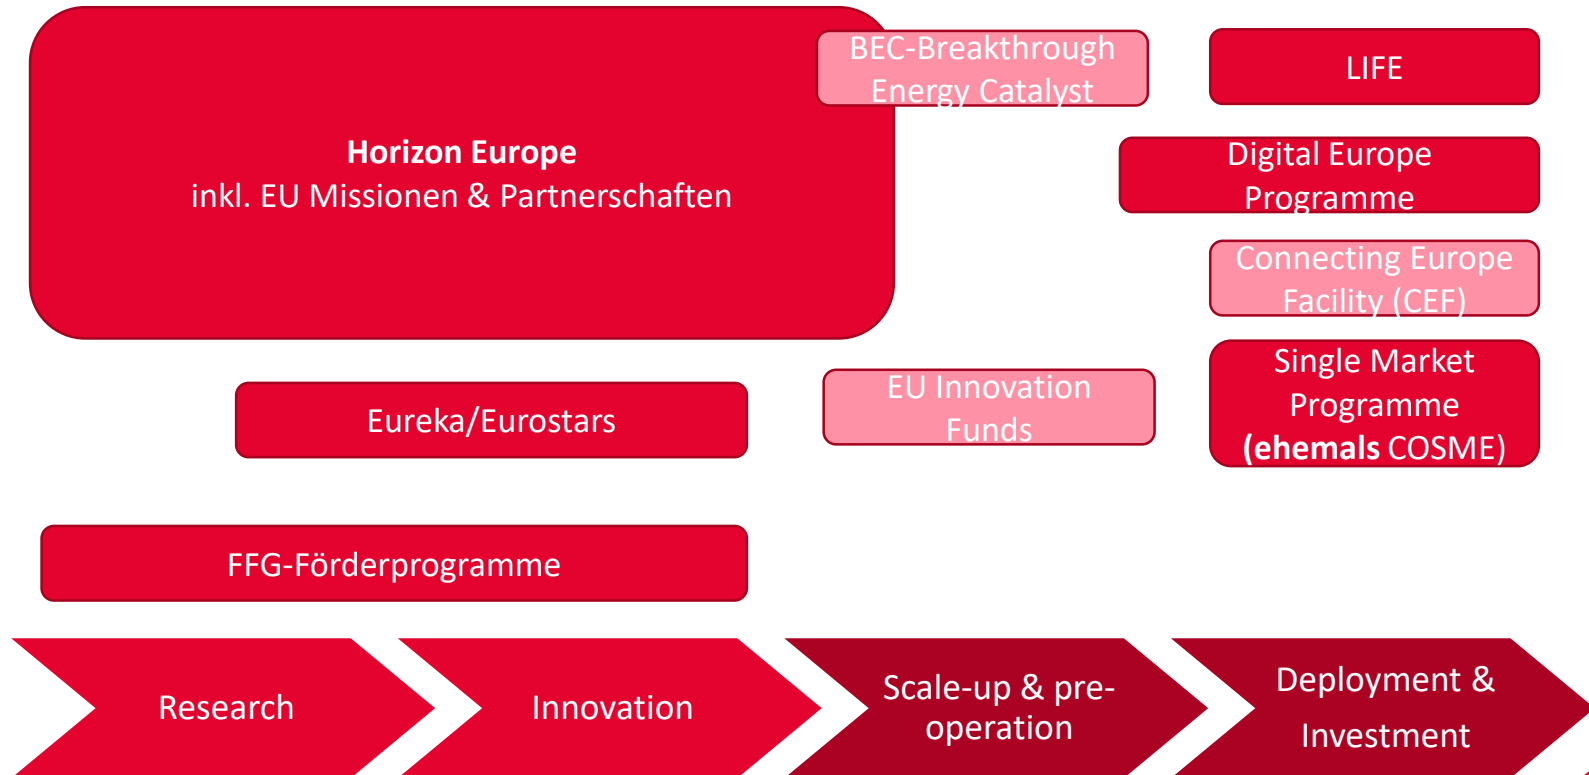 Horizon Europe
inkl. EU Missionen & Partnerschaften
BEC-Breakthrough
Energy Catalyst
LIFE
Digital Europe
Programme
Connecting Europe
Facility (CEF)
Single Market
Programme
(ehemals COSME)
Eureka/Eurostars
EU Innovation
Funds
FFG-Förderprogramme
Research
Innovation
Scale-up & pre-
operation
Deployment &
Investment